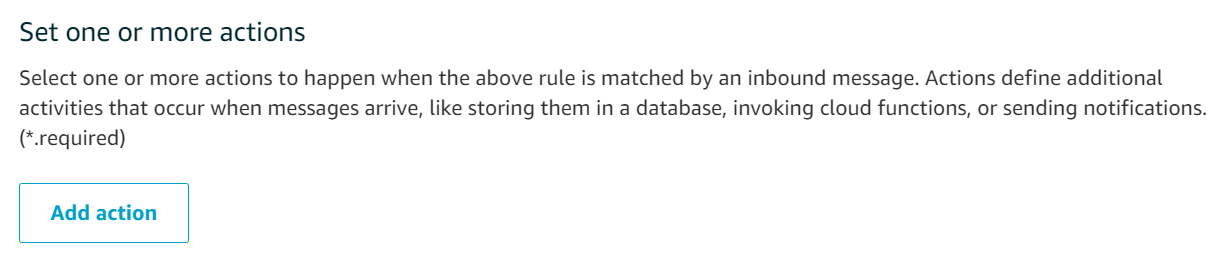 Set one or more actions
Select one or more actions to happen when the above rule is matched by an inbound message. Actions define additional
activities that occur when messages arrive, like storing them in a database, invoking cloud functions, or sending notifications.
(*.required)
Add action